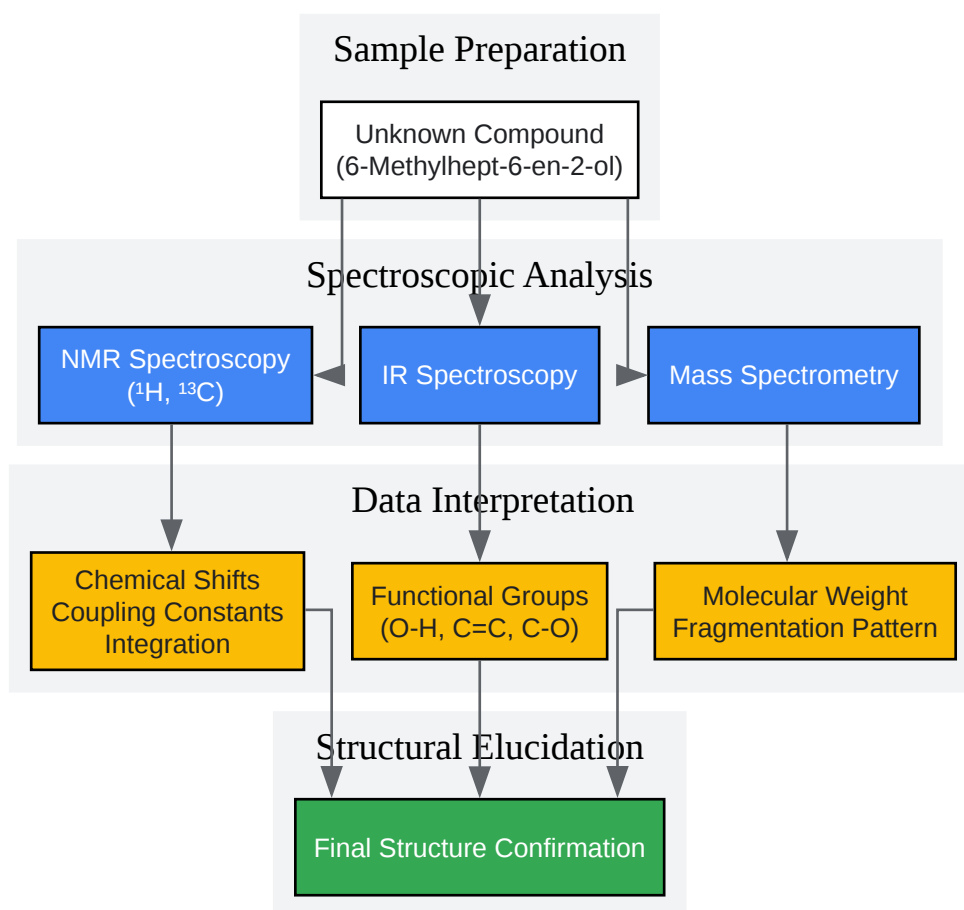 Sample Preparation
Unknown Compound
(6-Methylhept-6-en-2-ol)
Spectroscopic Analysis
NMR Spectroscopy
(¹H, ¹³C)
IR Spectroscopy
Mass Spectrometry
Data Interpretation
Chemical Shifts
Coupling Constants
Integration
Functional Groups
(O-H, C=C, C-O)
Molecular Weight
Fragmentation Pattern
Structural Elucidation
Final Structure Confirmation